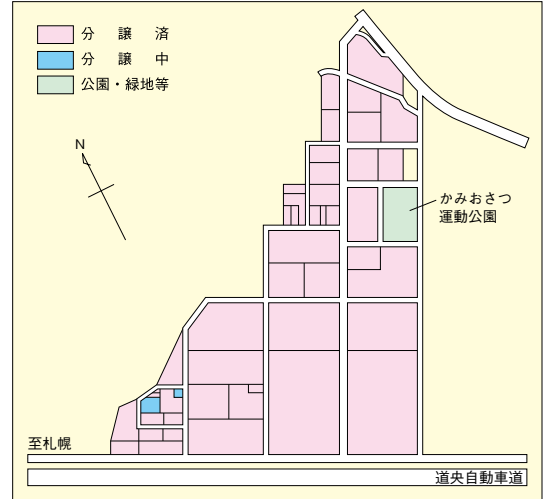 分譲済
分譲中
公園・緑地等
N
かみおさつ
運動公園
至札幌
道央自動車道